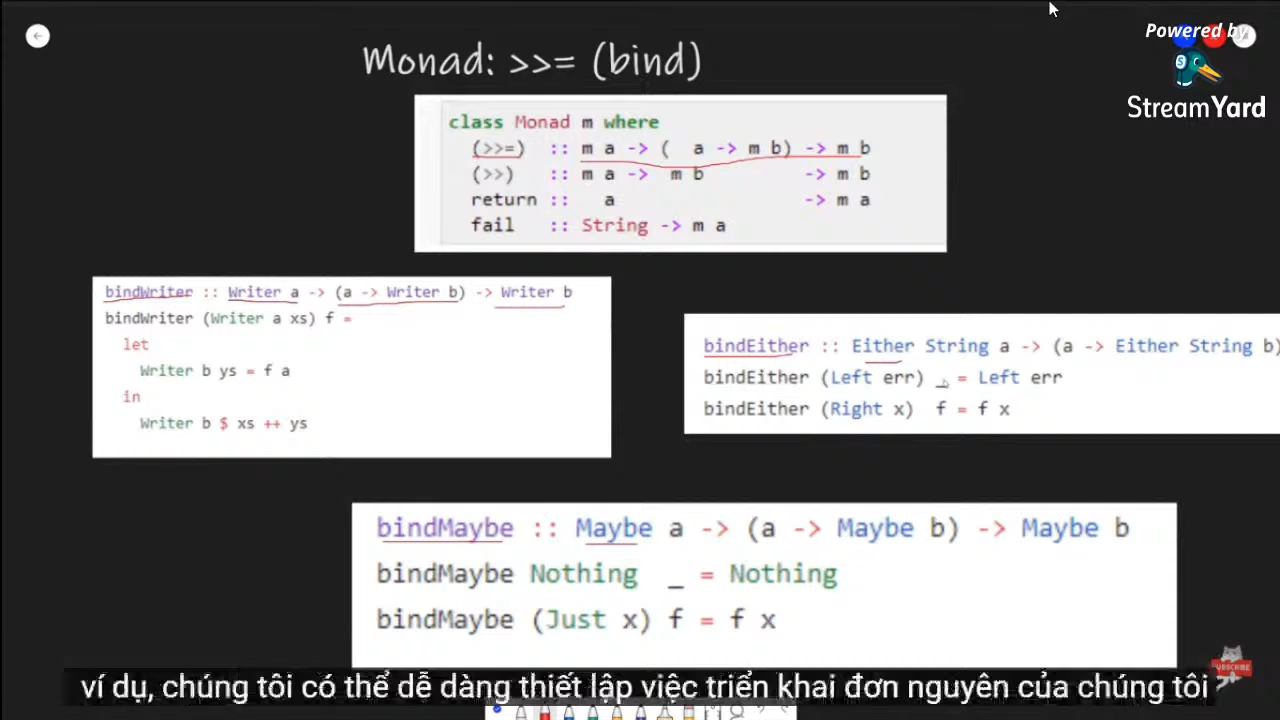 Powered by
StreamYard
Monad: >>= (bind)
class Monad m where
(>>=) :: m a -> ( a -> m b) -> m b
(>>) :: m a -> m b -> m b
return :: a -> m a
fail :: String -> m a
bindWriter :: Writer a -> (a -> Writer b) -> Writer b
bindWriter (Writer a xs) f =
let
Writer b ys = f a
in
Writer b $ xs ++ ys
bindEither :: Either String a -> (a -> Either String b)
bindEither (Left err) _ = Left err
bindEither (Right x) f = f x
bindMaybe :: Maybe a -> (a -> Maybe b) -> Maybe b
bindMaybe Nothing _ = Nothing
bindMaybe (Just x) f = f x
SUBSCRIBE
ví dụ, chúng tôi có thể dễ dàng thiết lập việc triển khai đơn nguyên của chúng tôi